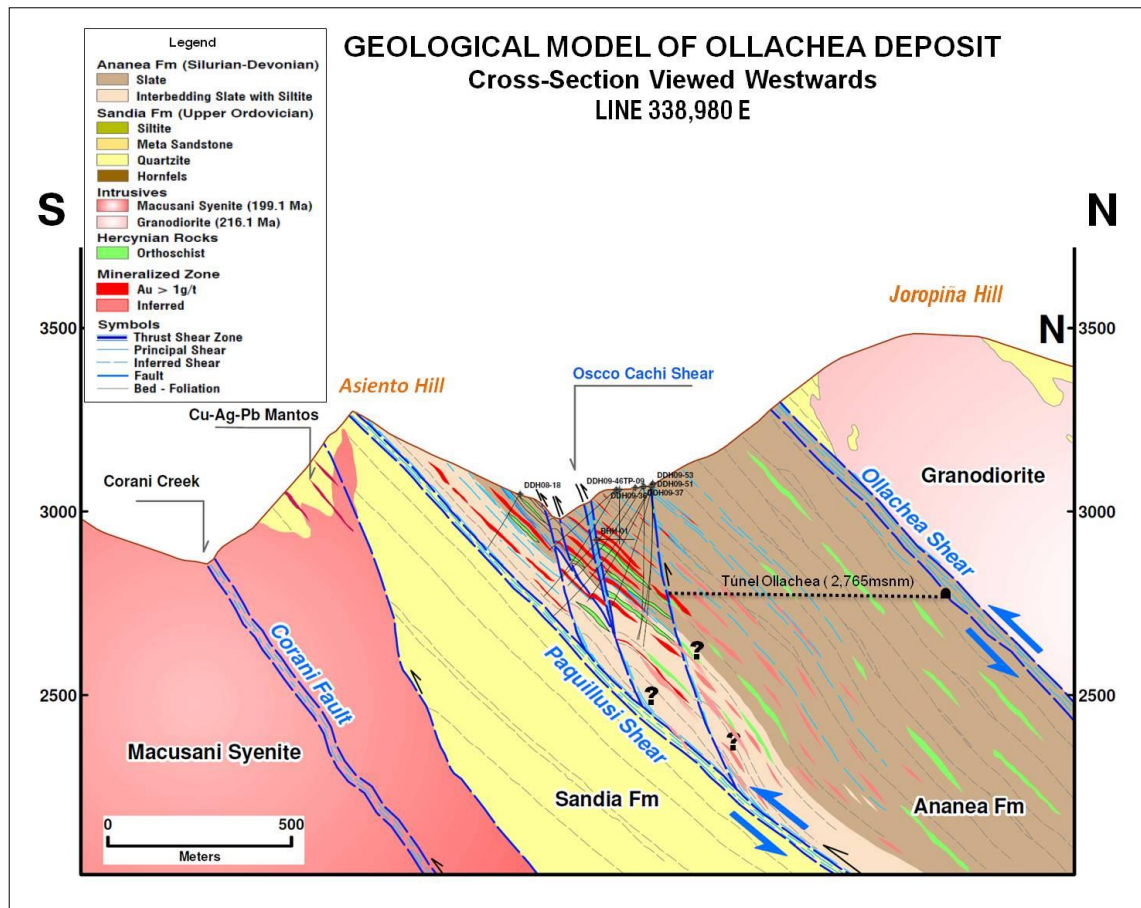 GEOLOGICAL MODEL OF OLLACHEA DEPOSIT
Cross-Section Viewed Westwards
LINE 338,980 E
Legend
Ananea Fm (Silurian-Devonian)
Slate
Interbedding Slate with Siltite
Sandia Fm (Upper Ordovician)
Siltite
Meta Sandstone
Quartzite
Hornfels
Intrusives
Macusani Syenite (199.1 Ma)
Granodiorite (216.1 Ma)
Hercynian Rocks
Orthoschist
Mineralized Zone
Au > 1g/t
Inferred
Symbols
Thrust Shear Zone
Principal Shear
Inferred Shear
Fault
Bed - Foliation
S
N
Joropiña Hill
3500
N
3500
Asiento Hill
Oscco Cachi Shear
Cu-Ag-Pb Mantos
Corani Creek
DDH08-18
DDH09-46
TP-09
DDH09-53
DDH09-51
DDH09-37
Granodiorite
3000
3000
Ollachea Shear
Túnel Ollachea ( 2,765msnm)
?
?
?
2500
2500
Corani Fault
Paquillusi Shear
Macusani Syenite
Sandia Fm
Ananea Fm
0
500
Meters